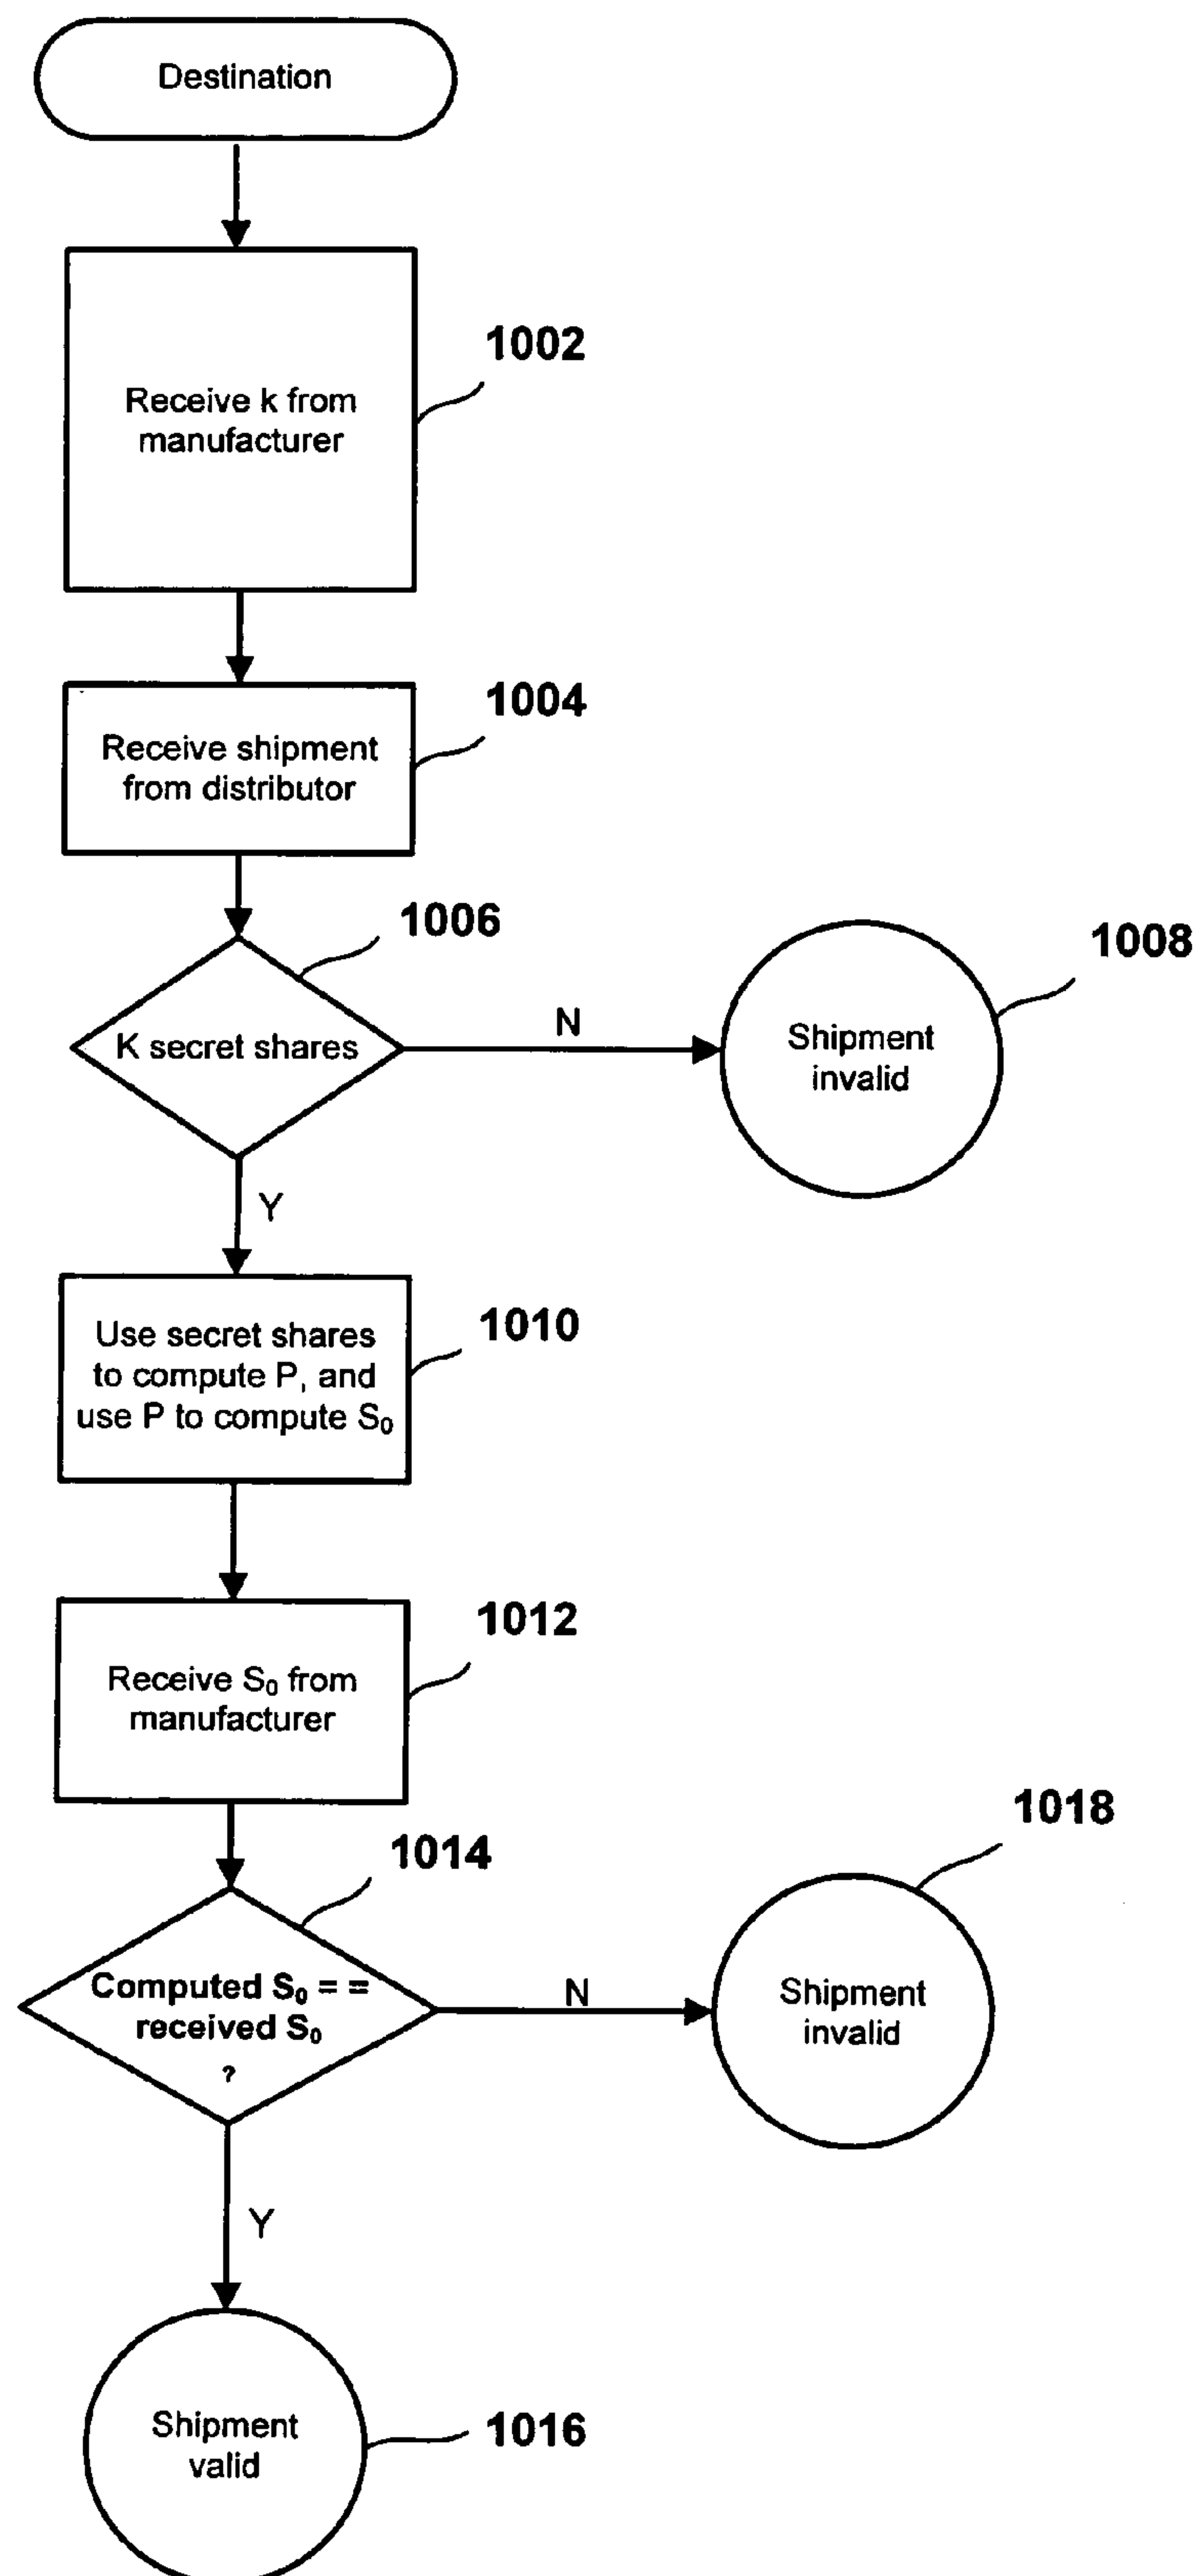 Destination
1002
Receive k from
manufacturer
1004
Receive shipment
from distributor
1006
K secret shares
N
1008
Shipment
invalid
Y
1010
Use secret shares
to compute P, and
use P to compute S₀
1012
Receive S₀ from
manufacturer
1014
Computed S₀ = =
received S₀
?
N
1018
Shipment
invalid
Y
Shipment
valid
1016